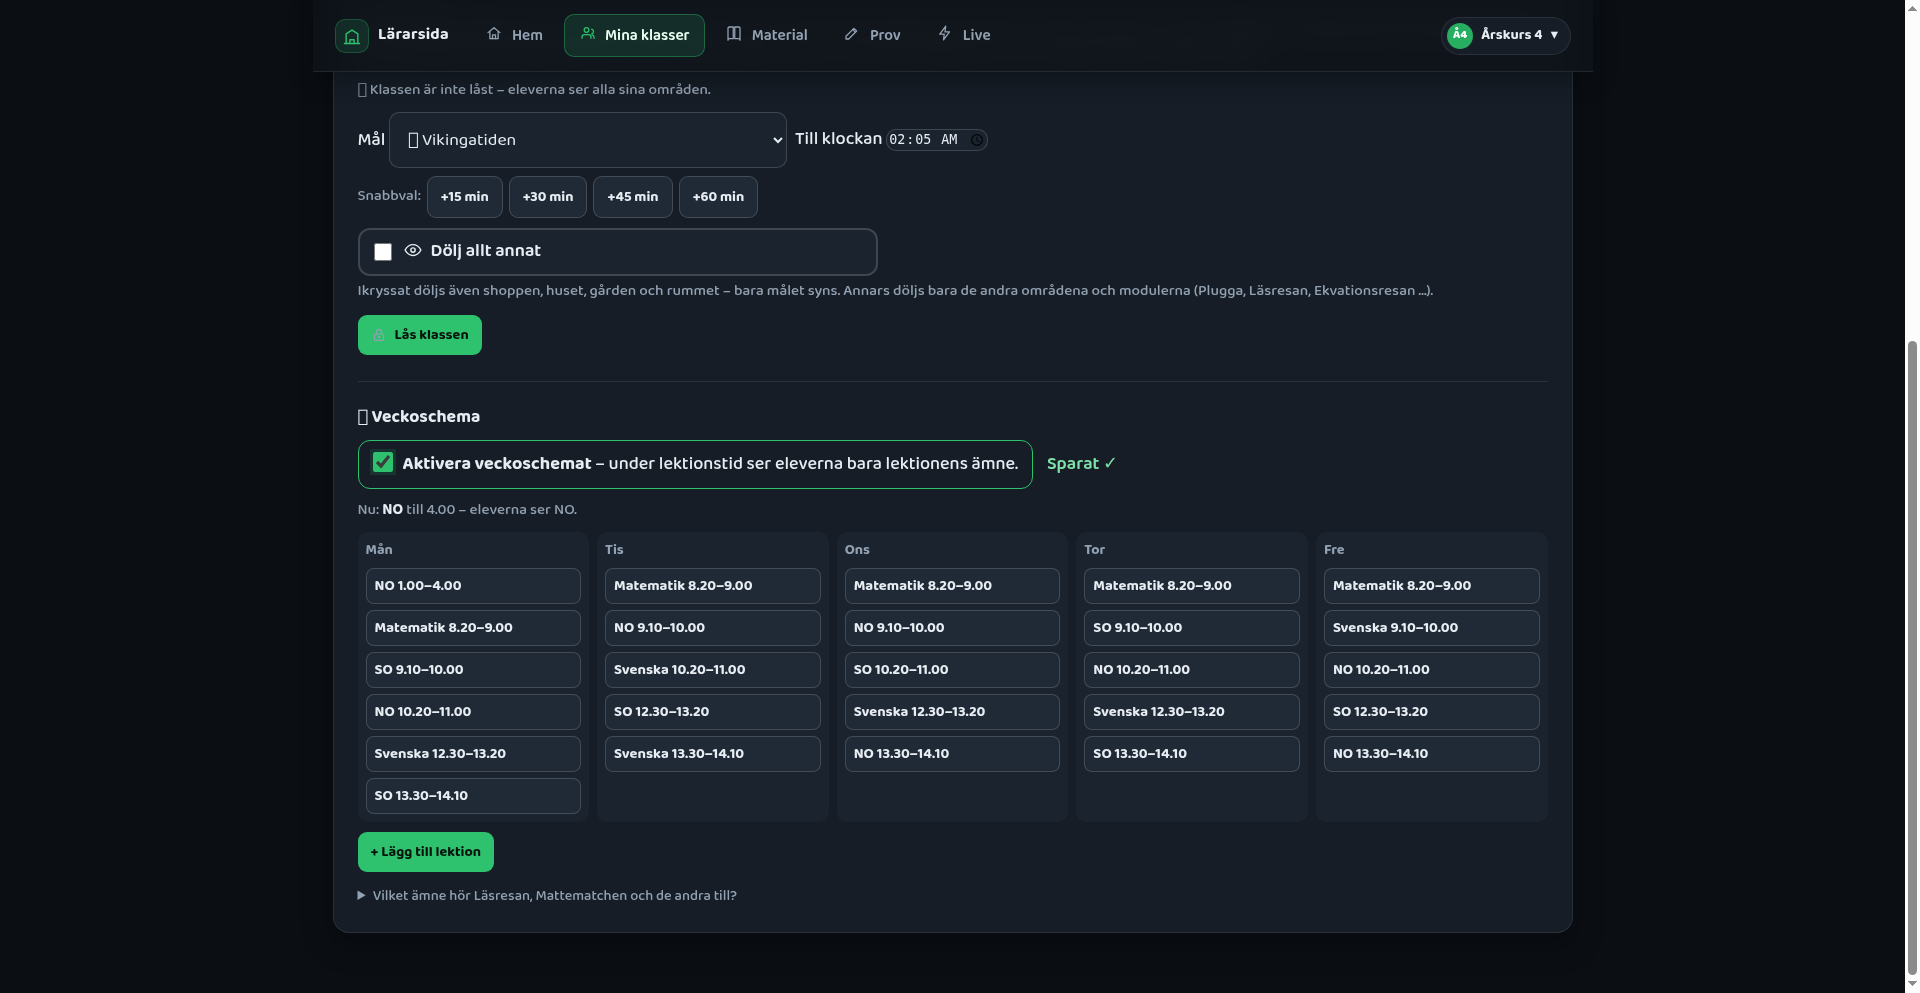 Lärarsida
Hem
Mina klasser
Material
Prov
Live
Å4
Årskurs 4 ▼
Klassen är inte låst – eleverna ser alla sina områden.
Mål
Vikingatiden
Till klockan
02:05 AM
Snabbval:
+15 min
+30 min
+45 min
+60 min
Dölj allt annat
Ikryssat döljs även shoppen, huset, gården och rummet – bara målet syns. Annars döljs bara de andra områdena och modulerna (Plugga, Läsresan, Ekvationsresan …).
Lås klassen
Veckoschema
Aktivera veckoschemat – under lektionstid ser eleverna bara lektionens ämne.
Sparat ✓
Nu: NO till 4.00 – eleverna ser NO.
Mån
NO 1.00–4.00
Matematik 8.20–9.00
SO 9.10–10.00
NO 10.20–11.00
Svenska 12.30–13.20
SO 13.30–14.10
Tis
Matematik 8.20–9.00
NO 9.10–10.00
Svenska 10.20–11.00
SO 12.30–13.20
Svenska 13.30–14.10
Ons
Matematik 8.20–9.00
NO 9.10–10.00
SO 10.20–11.00
Svenska 12.30–13.20
NO 13.30–14.10
Tor
Matematik 8.20–9.00
SO 9.10–10.00
NO 10.20–11.00
Svenska 12.30–13.20
SO 13.30–14.10
Fre
Matematik 8.20–9.00
Svenska 9.10–10.00
NO 10.20–11.00
SO 12.30–13.20
NO 13.30–14.10
+ Lägg till lektion
▶ Vilket ämne hör Läsresan, Mattematchen och de andra till?